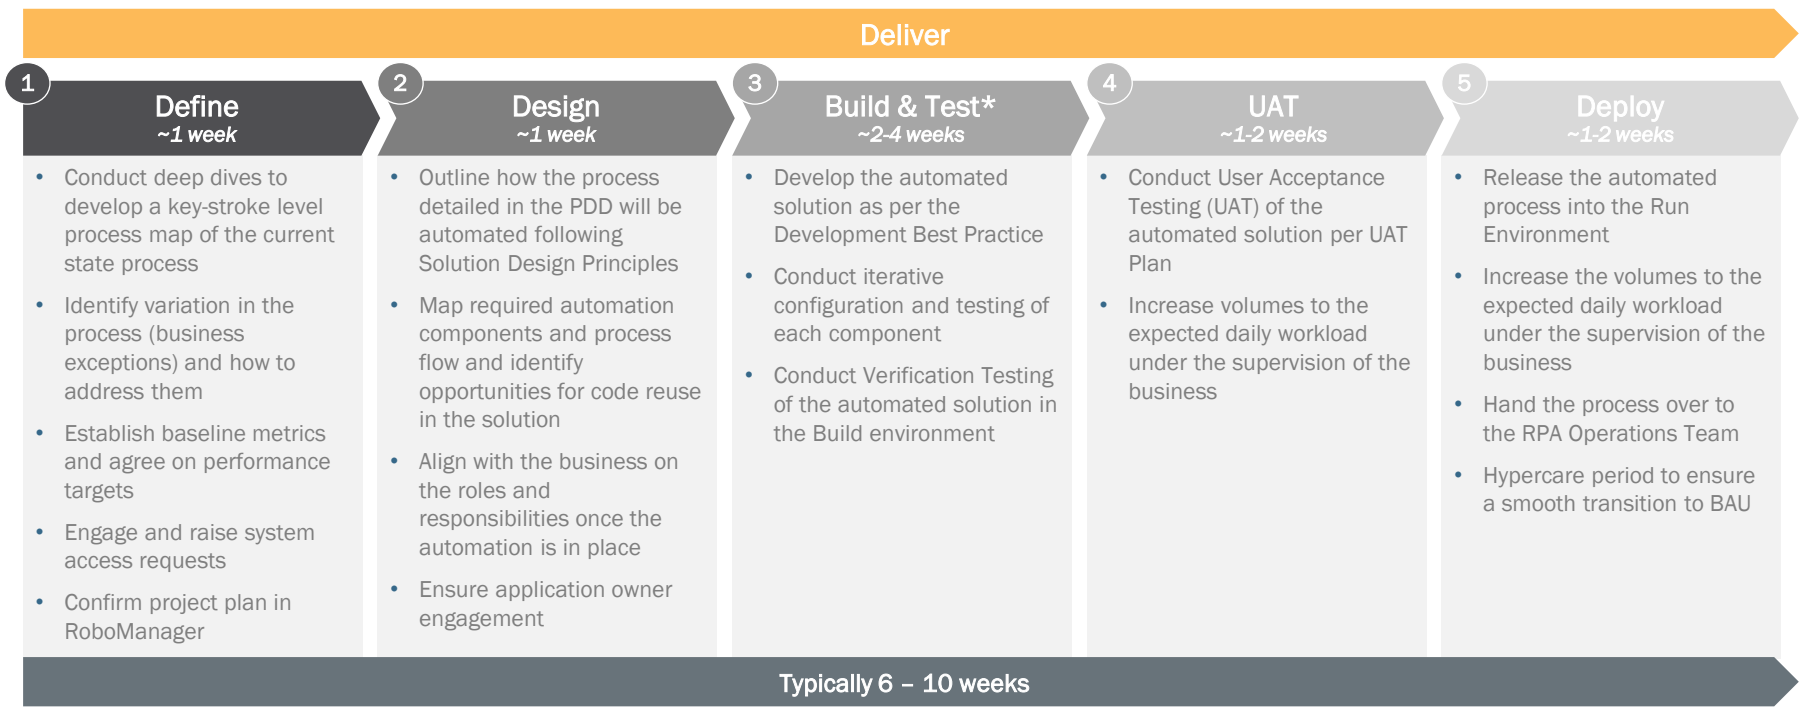 Deliver
1
Define
~1 week
• Conduct deep dives to
develop a key-stroke level
process map of the current
state process
• Identify variation in the
process (business
exceptions) and how to
address them
• Establish baseline metrics
and agree on performance
targets
• Engage and raise system
access requests
• Confirm project plan in
RoboManager
2
Design
~1 week
• Outline how the process
detailed in the PDD will be
automated following
Solution Design Principles
• Map required automation
components and process
flow and identify
opportunities for code reuse
in the solution
• Align with the business on
the roles and
responsibilities once the
automation is in place
• Ensure application owner
engagement
3
Build & Test*
~2-4 weeks
• Develop the automated
solution as per the
Development Best Practice
• Conduct iterative
configuration and testing of
each component
• Conduct Verification Testing
of the automated solution in
the Build environment
4
UAT
~1-2 weeks
• Conduct User Acceptance
Testing (UAT) of the
automated solution per UAT
Plan
• Increase volumes to the
expected daily workload
under the supervision of the
business
5
Deploy
~1-2 weeks
• Release the automated
process into the Run
Environment
• Increase the volumes to the
expected daily workload
under the supervision of the
business
• Hand the process over to
the RPA Operations Team
• Hypercare period to ensure
a smooth transition to BAU
Typically 6 – 10 weeks